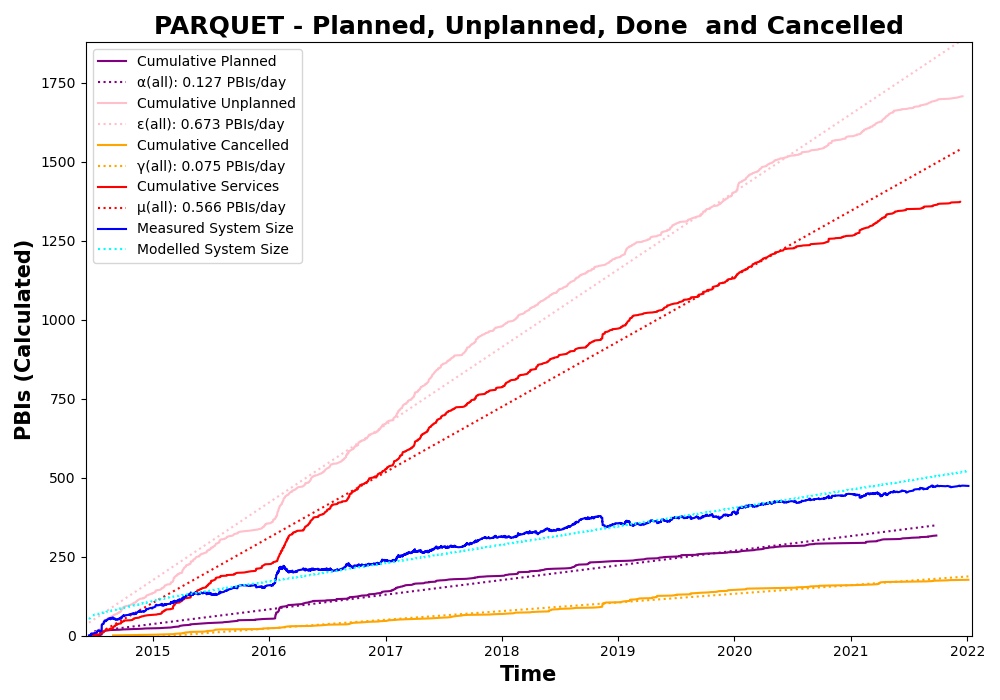 PARQUET - Planned, Unplanned, Done  and Cancelled
Cumulative Planned
α(all): 0.127 PBIs/day
Cumulative Unplanned
ε(all): 0.673 PBIs/day
Cumulative Cancelled
γ(all): 0.075 PBIs/day
Cumulative Services
μ(all): 0.566 PBIs/day
Measured System Size
Modelled System Size
PBIs (Calculated)
1750
1500
1250
1000
750
500
250
0
2015 2016 2017 2018 2019 2020 2021 2022
Time